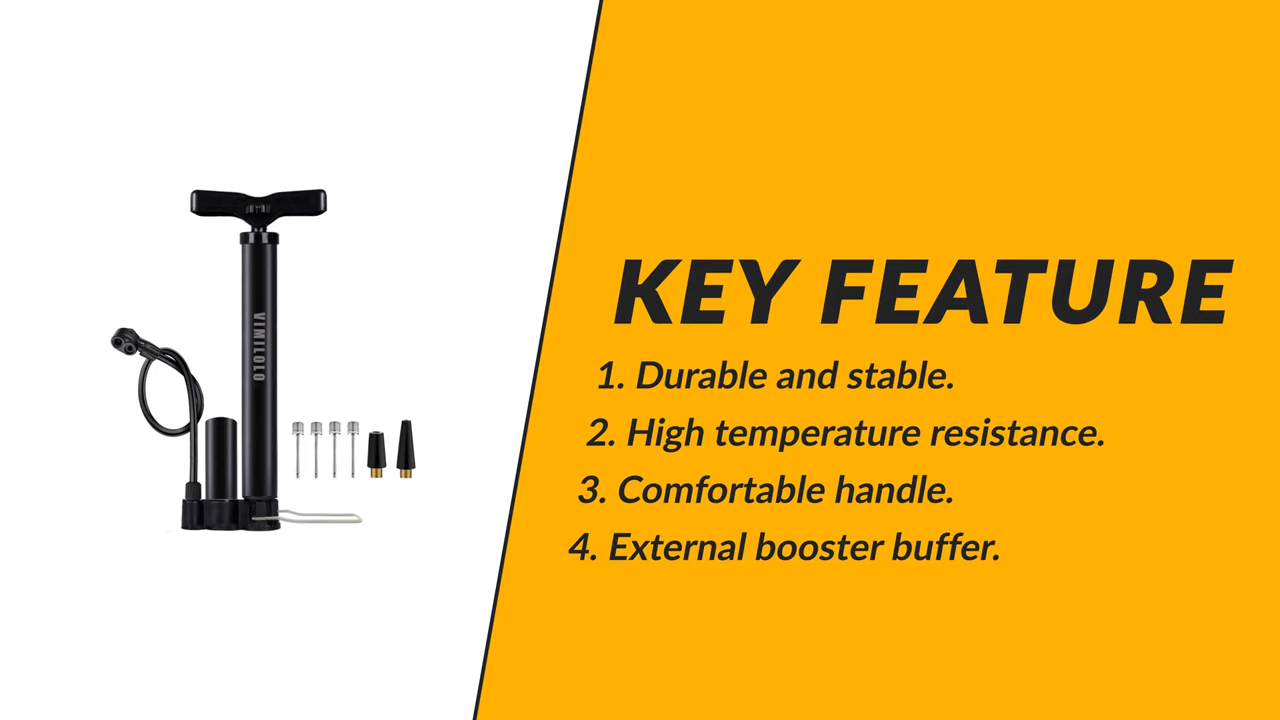 VIMILOLO
KEY FEATURE
1. Durable and stable.
2. High temperature resistance.
3. Comfortable handle.
4. External booster buffer.